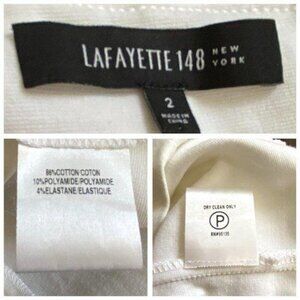 LAFAYETTE 148 NEW YORK
2
MADE IN
CHINA
86%COTTON/COTON
10%POLYAMIDE/POLYAMIDE
4%ELASTANE/ELASTIQUE
DRY CLEAN ONLY
P